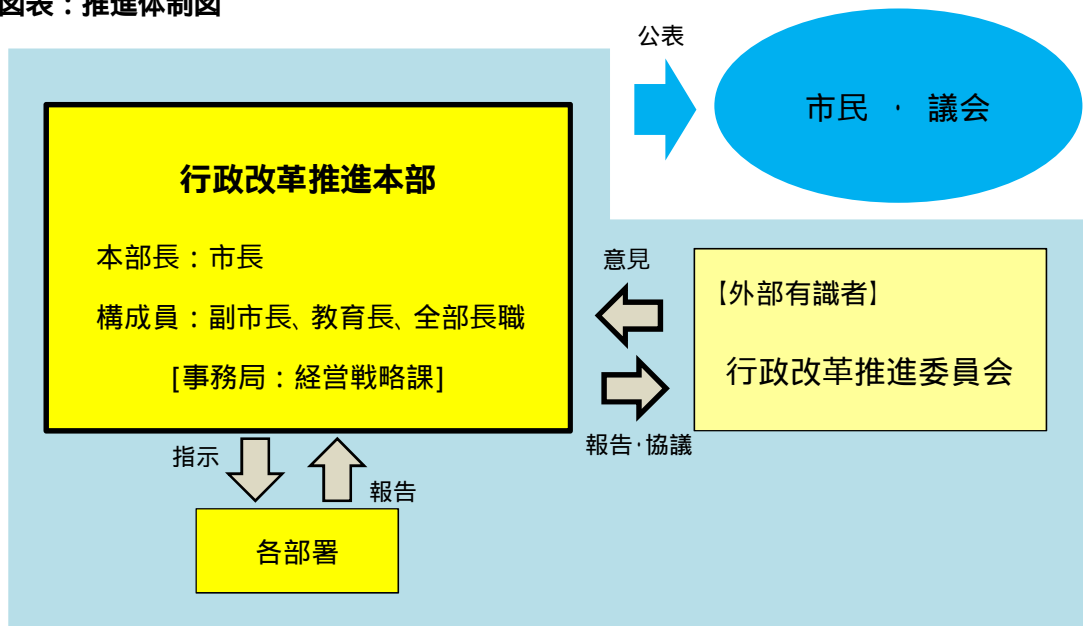 図表：推進体制図
公表
市民 ・ 議会
行政改革推進本部
本部長：市長
構成員：副市長、教育長、全部長職
[事務局：経営戦略課]
意見
報告・協議
【外部有識者】
行政改革推進委員会
指示
報告
各部署